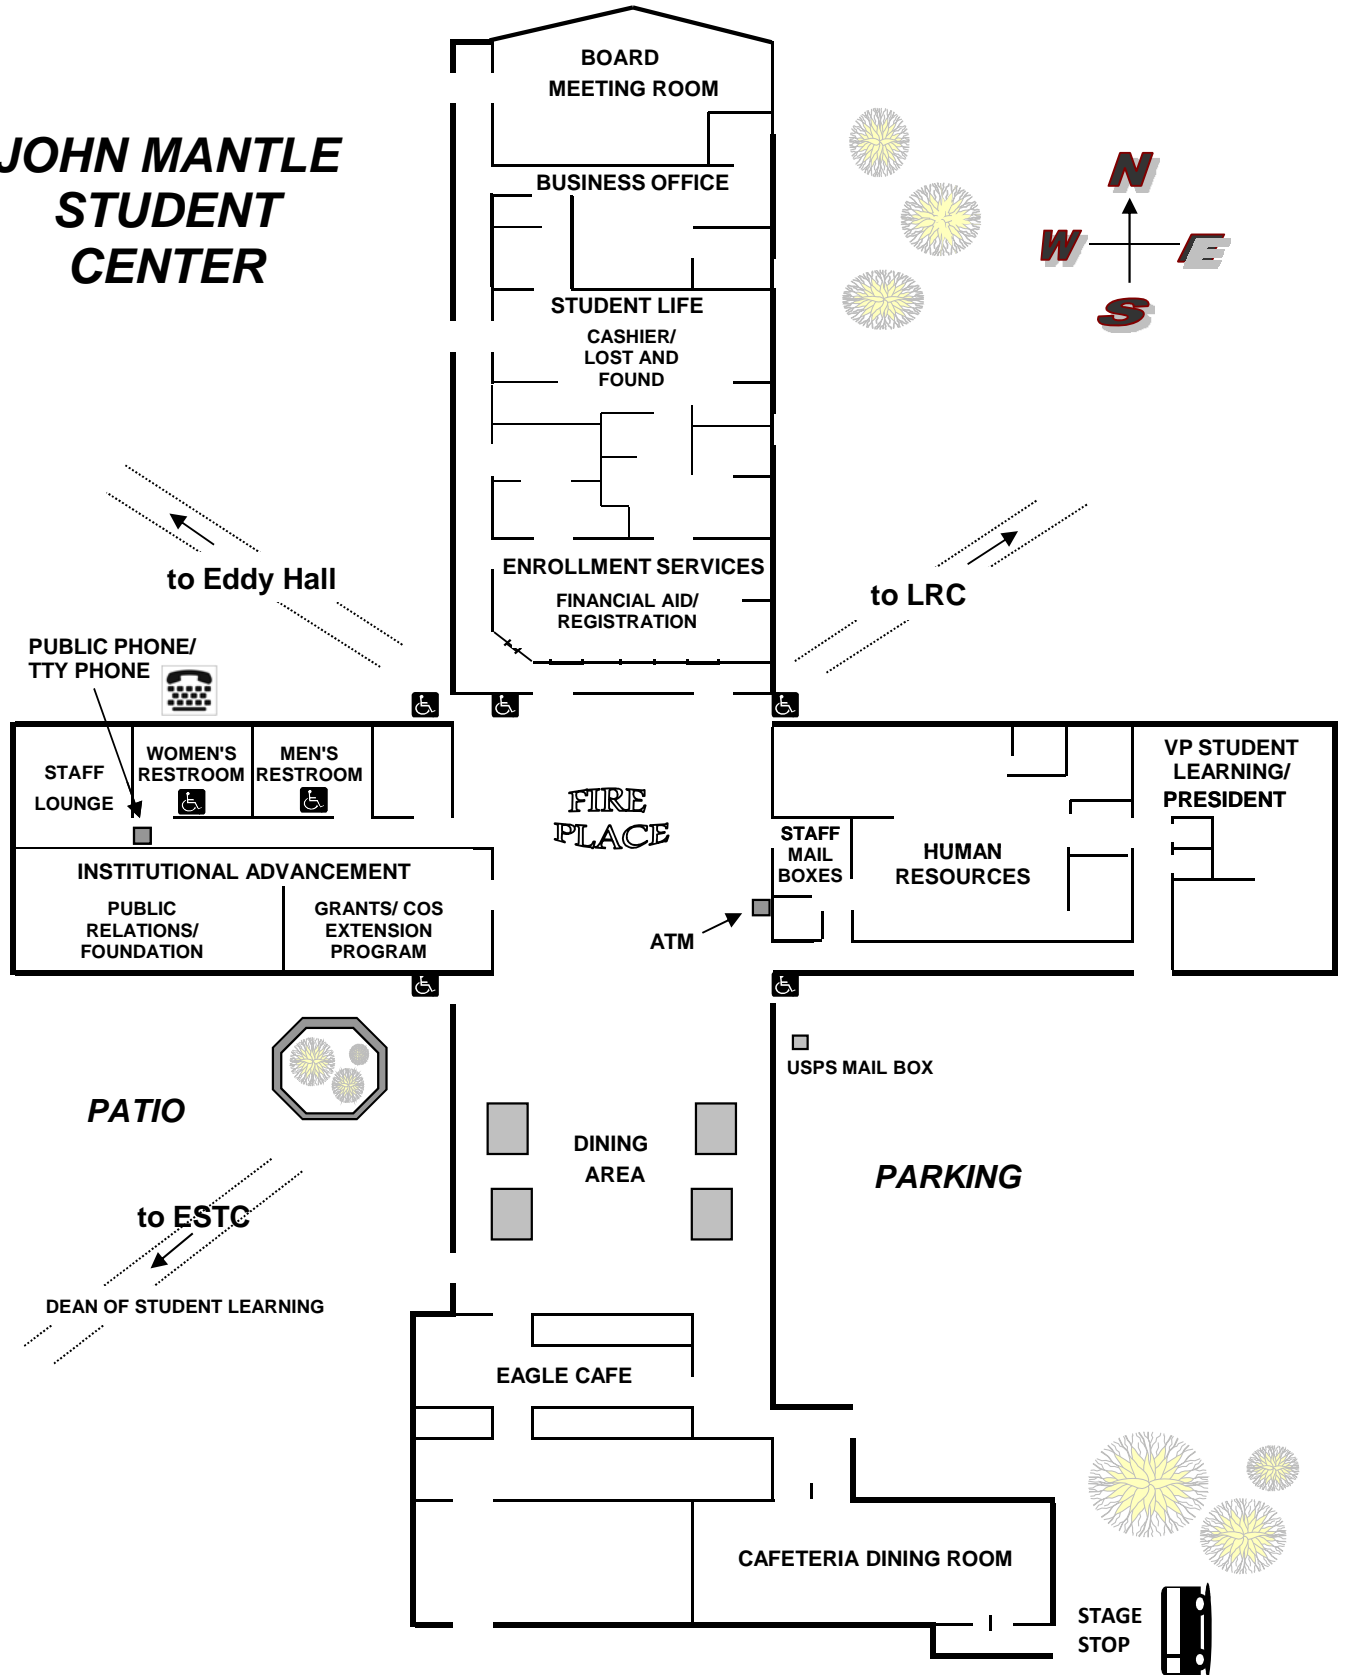 JOHN MANTLE
STUDENT
CENTER
BOARD
MEETING ROOM
BUSINESS OFFICE
STUDENT LIFE
CASHIER/
LOST AND
FOUND
N
W
E
S
to Eddy Hall
ENROLLMENT SERVICES
FINANCIAL AID/
REGISTRATION
to LRC
PUBLIC PHONE/
TTY PHONE
STAFF
LOUNGE
WOMEN'S
RESTROOM
MEN'S
RESTROOM
FIRE
PLACE
VP STUDENT
LEARNING/
PRESIDENT
STAFF
MAIL
BOXES
HUMAN
RESOURCES
INSTITUTIONAL ADVANCEMENT
PUBLIC
RELATIONS/
FOUNDATION
GRANTS/ COS
EXTENSION
PROGRAM
ATM
USPS MAIL BOX
PATIO
DINING
AREA
PARKING
to ESTC
DEAN OF STUDENT LEARNING
EAGLE CAFE
CAFETERIA DINING ROOM
STAGE
STOP